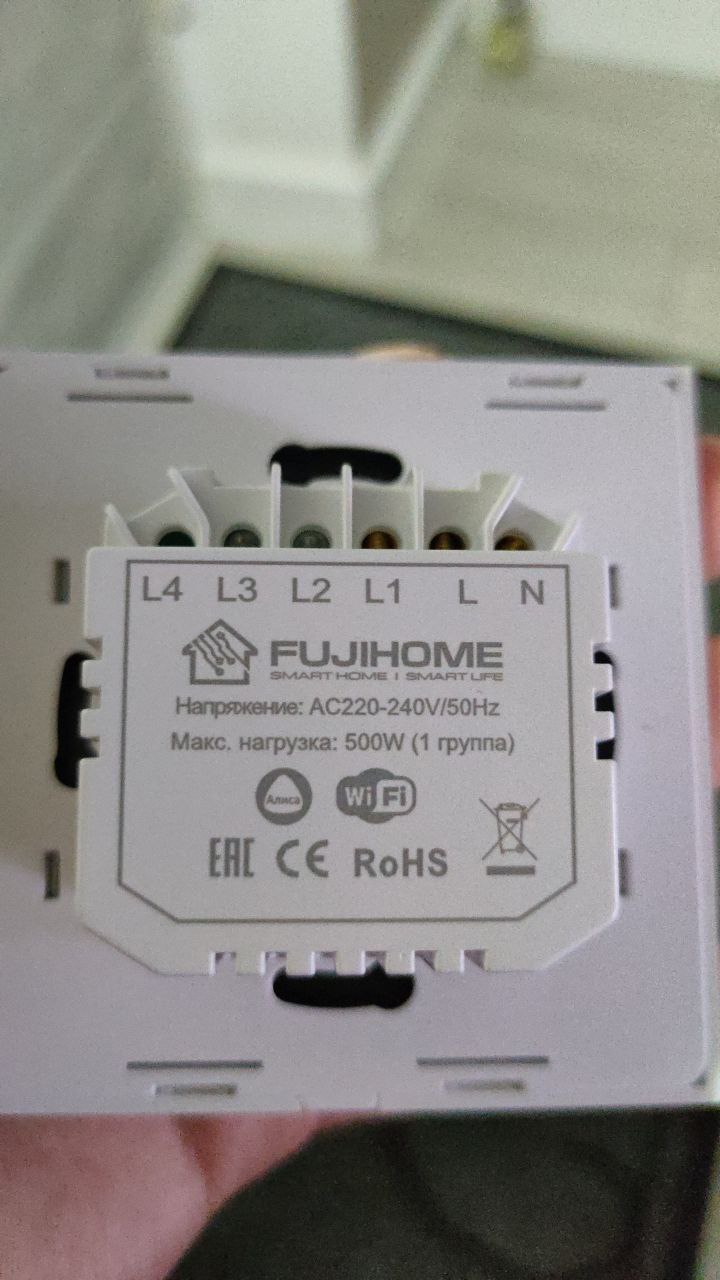 L4 L3 L2 L1 L N
FUJIHOME
SMART HOME | SMART LIFE
Напряжение: AC220-240V/50Hz
Макс. нагрузка: 500W (1 группа)
Алиса WiFi
EAC CE RoHS